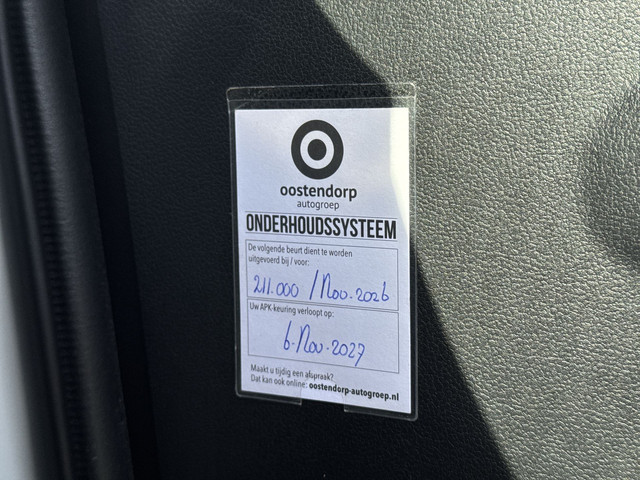 oostendorp
autogroep
ONDERHOUDSSYSTEEM
De volgende beurt dient te worden
uitgevoerd bij / voor:
211.000 / Nov. 2026
Uw APK-keuring verloopt op:
6. Nov. 2027
Maakt u tijdig een afspraak?
Dat kan ook online: oostendorp-autogroep.nl